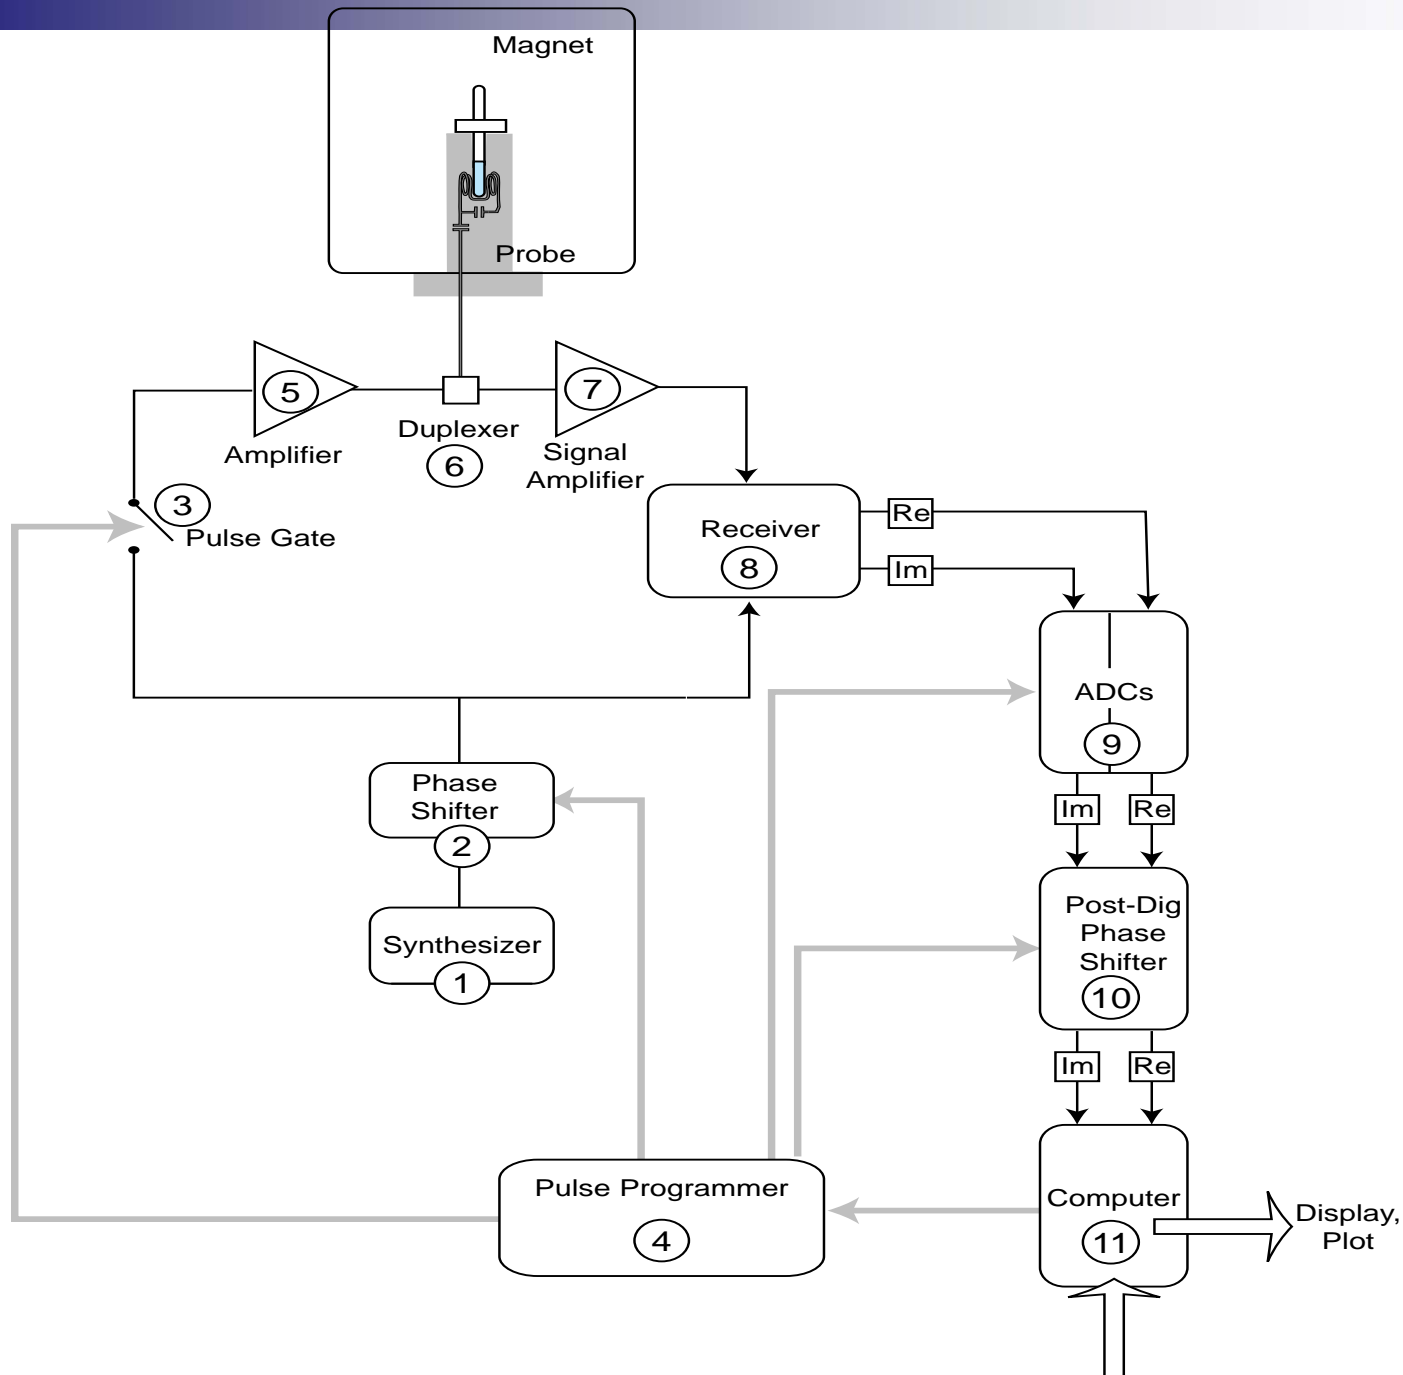 Magnet
Probe
5
Amplifier
Duplexer
6
7
Signal
Amplifier
3
Pulse Gate
Receiver
8
Re
Im
ADCs
9
Im
Re
Phase
Shifter
2
Synthesizer
1
Post-Dig
Phase
Shifter
10
Im
Re
Pulse Programmer
4
Computer
11
Display,
Plot